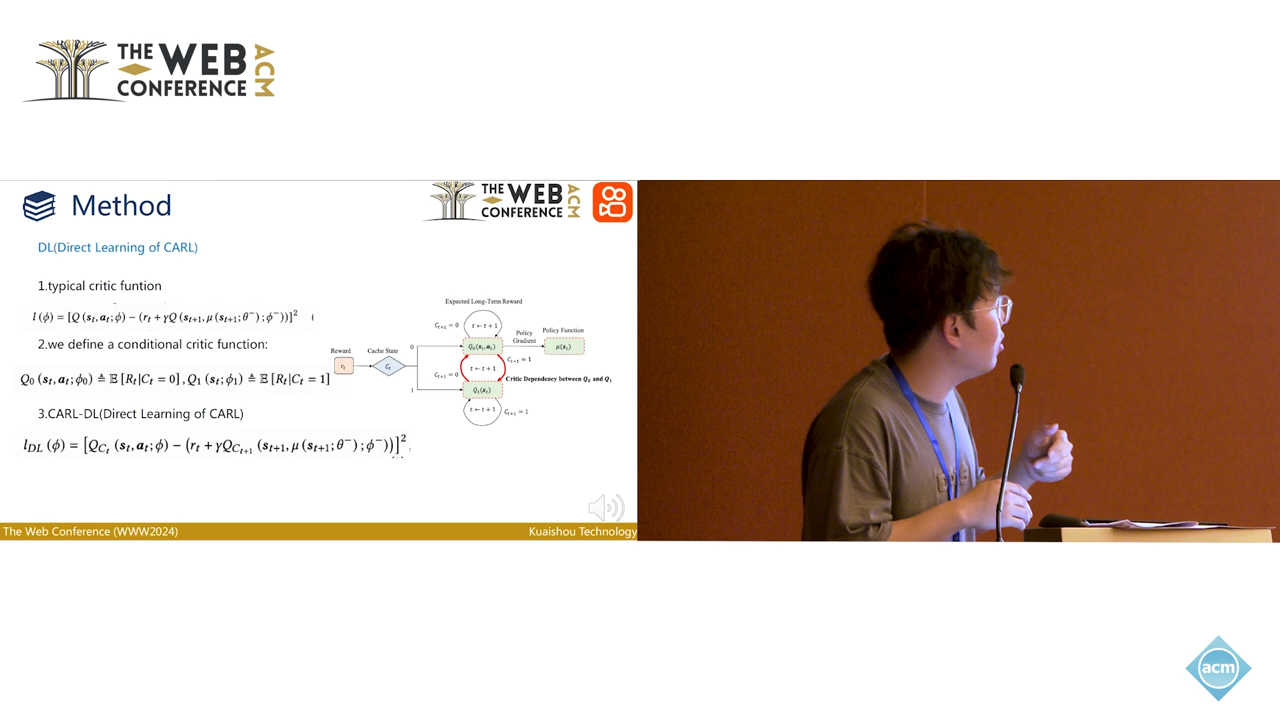 THE WEB
CONFERENCE
ACM
Method
THE WEB
CONFERENCE
ACM
DL(Direct Learning of CARL)
1.typical critic funtion
l (ϕ) = [Q (s_t, a_t; ϕ) − (r_t + γQ (s_{t+1}, μ (s_{t+1}; θ⁻) ; ϕ⁻))]²
2.we define a conditional critic function:
Q_0 (s_t, a_t; ϕ_0) ≜ 𝔼 [R_t|C_t = 0] , Q_1 (s_t; ϕ_1) ≜ 𝔼 [R_t|C_t = 1]
3.CARL-DL(Direct Learning of CARL)
l_{DL} (ϕ) = [Q_{C_t} (s_t, a_t; ϕ) − (r_t + γQ_{C_{t+1}} (s_{t+1}, μ (s_{t+1}; θ⁻) ; ϕ⁻))]²
Expected Long-Term Reward
C_{t+1} = 0
t ← t + 1
Policy
Gradient
Policy Function
Reward
Cache State
0
Q_0(s_t, a_t)
μ(s_t)
r_t
C_t
C_{t+1} = 1
t ← t + 1
C_{t+1} = 0
Critic Dependency between Q_0 and Q_1
1
Q_1(s_t)
t ← t + 1
C_{t+1} = 1
The Web Conference (WWW2024)
Kuaishou Technology
acm